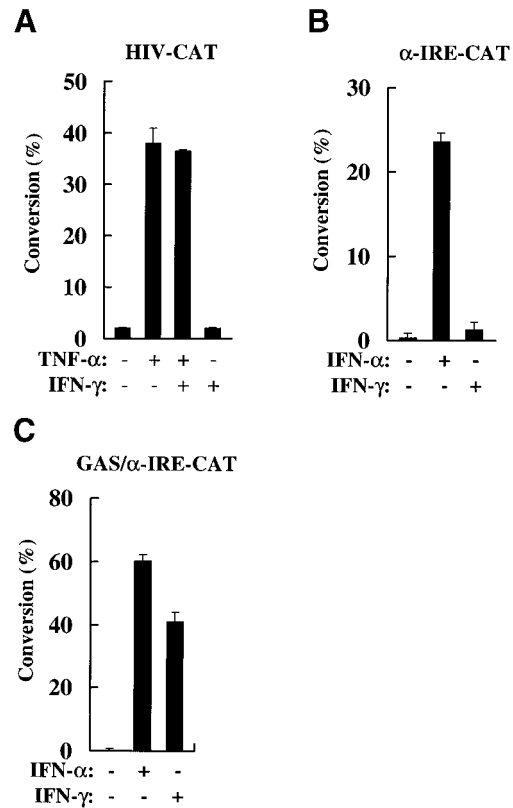 A
HIV-CAT
50
40
30
20
10
0
Conversion (%)
TNF-α: - + + -
IFN-γ: - - + +
B
α-IRE-CAT
30
20
10
0
Conversion (%)
IFN-α: - + -
IFN-γ: - - +
C
GAS/α-IRE-CAT
80
60
40
20
0
Conversion (%)
IFN-α: - + -
IFN-γ: - - +